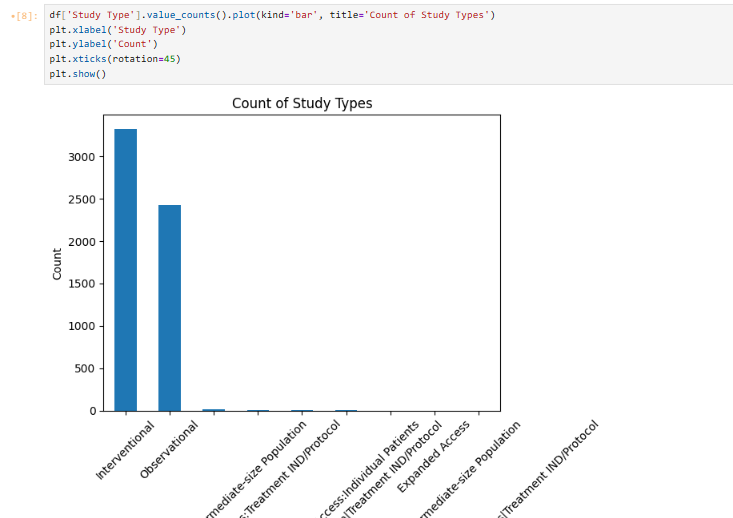 [8]:
df['Study Type'].value_counts().plot(kind='bar', title='Count of Study Types')
plt.xlabel('Study Type')
plt.ylabel('Count')
plt.xticks(rotation=45)
plt.show()
Count of Study Types
3000
2500
2000
1500
1000
500
0
Count
Interventional
Observational
rmediate-size Population
s:Treatment IND/Protocol
ccess:Individual Patients
|Treatment IND/Protocol
Expanded Access
rmediate-size Population
s|Treatment IND/Protocol